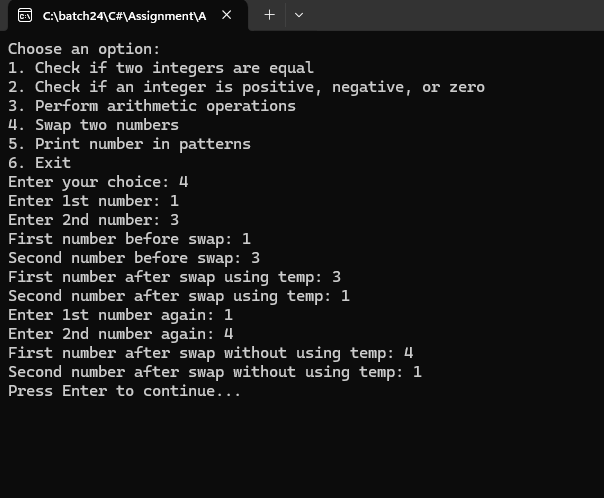 C:\batch24\C#\Assignment\A
Choose an option:
1. Check if two integers are equal
2. Check if an integer is positive, negative, or zero
3. Perform arithmetic operations
4. Swap two numbers
5. Print number in patterns
6. Exit
Enter your choice: 4
Enter 1st number: 1
Enter 2nd number: 3
First number before swap: 1
Second number before swap: 3
First number after swap using temp: 3
Second number after swap using temp: 1
Enter 1st number again: 1
Enter 2nd number again: 4
First number after swap without using temp: 4
Second number after swap without using temp: 1
Press Enter to continue...